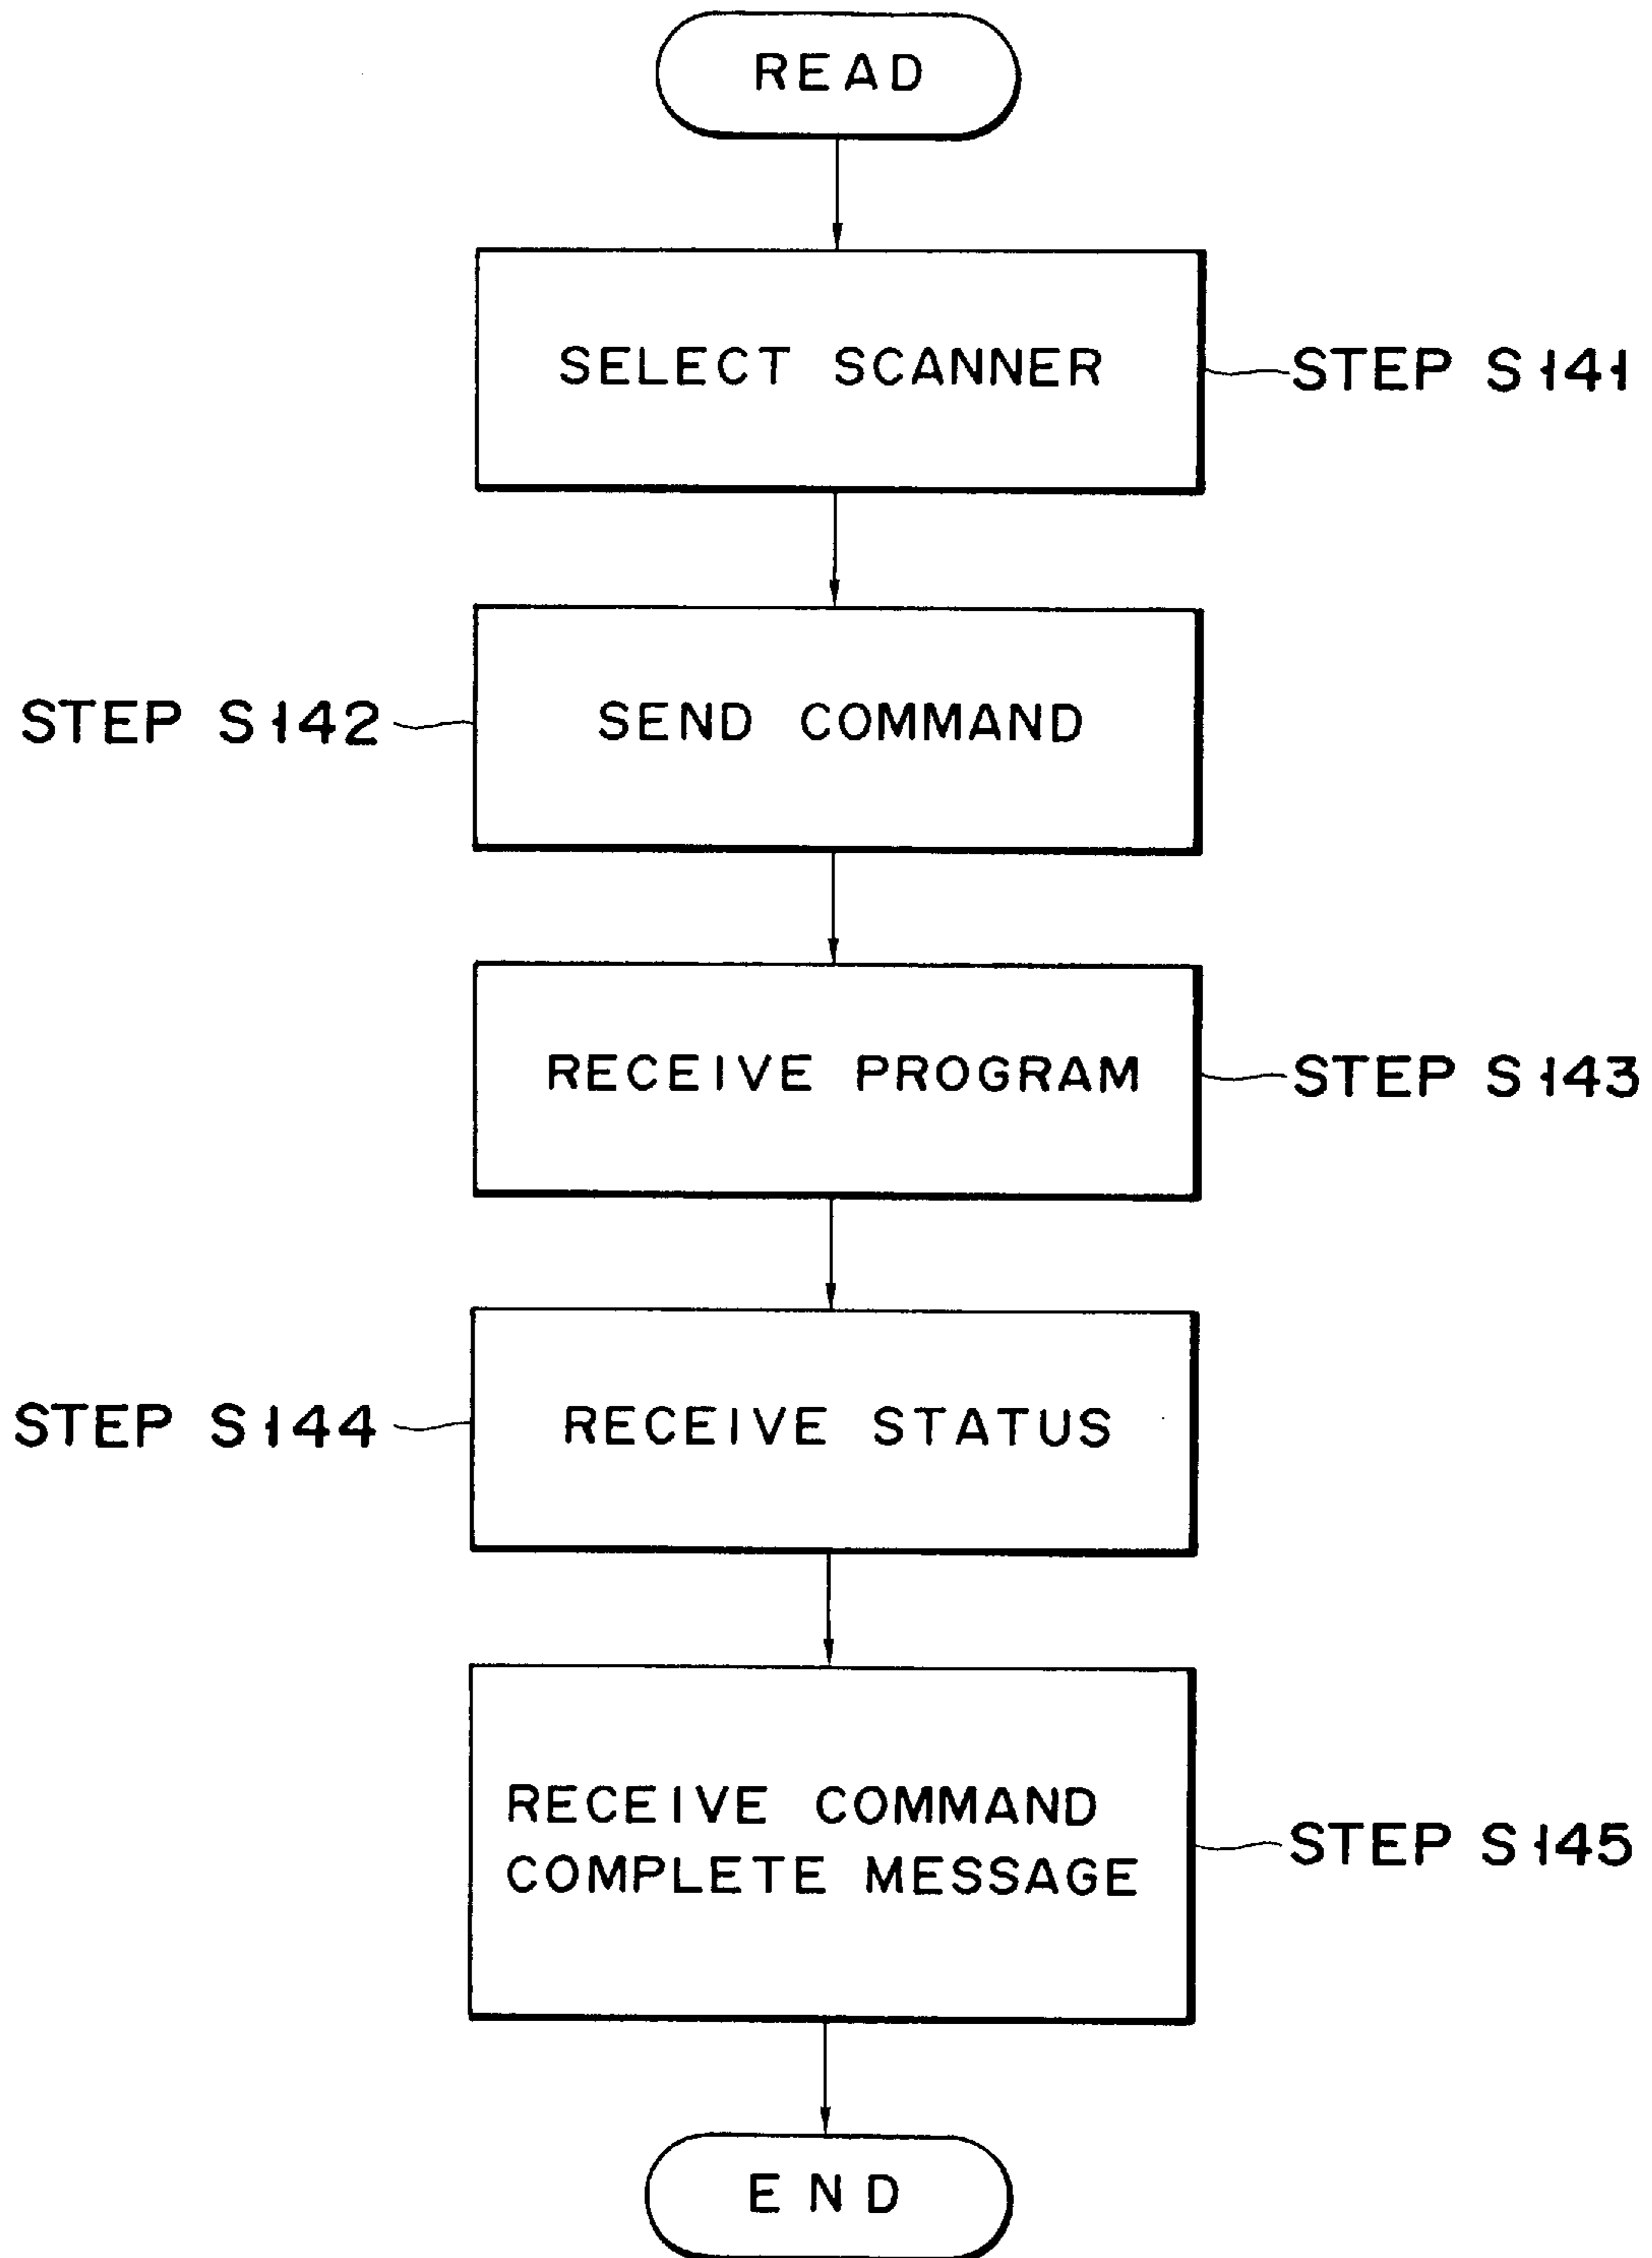 READ
SELECT SCANNER
STEP S141
STEP S142
SEND COMMAND
RECEIVE PROGRAM
STEP S143
STEP S144
RECEIVE STATUS
RECEIVE COMMAND
COMPLETE MESSAGE
STEP S145
END